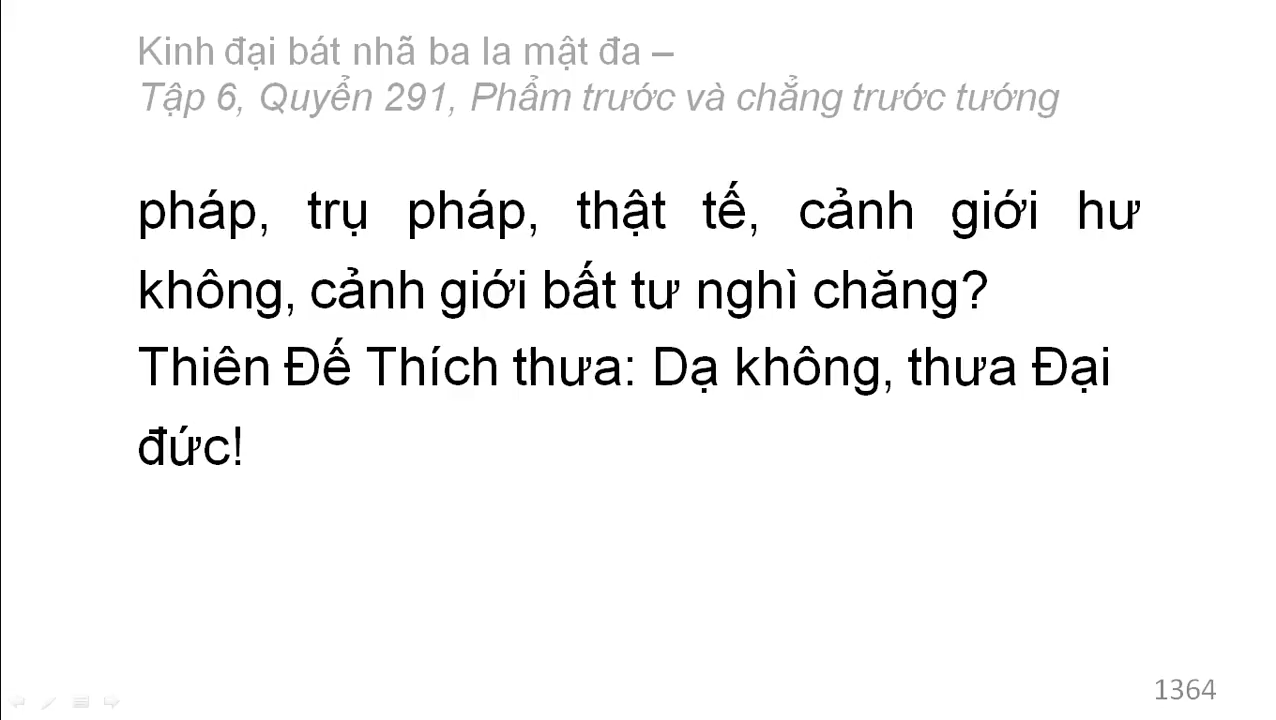 Kinh đại bát nhã ba la mật đa –
Tập 6, Quyển 291, Phẩm trước và chẳng trước tướng
pháp, trụ pháp, thật tế, cảnh giới hư
không, cảnh giới bất tư nghì chăng?
Thiên Đế Thích thưa: Dạ không, thưa Đại
đức!
1364